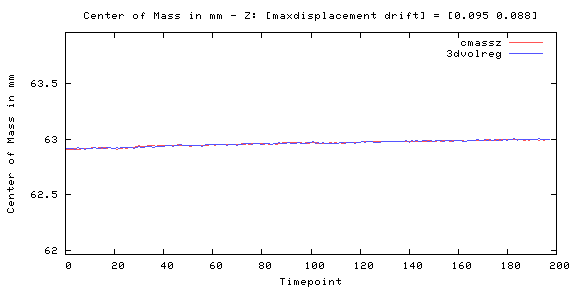 Center of Mass in mm - Z: [maxdisplacement drift] = [0.095 0.088]
cmassz
3dvolreg
63.5
63
62.5
62
Center of Mass in mm
0 20 40 60 80 100 120 140 160 180 200
Timepoint